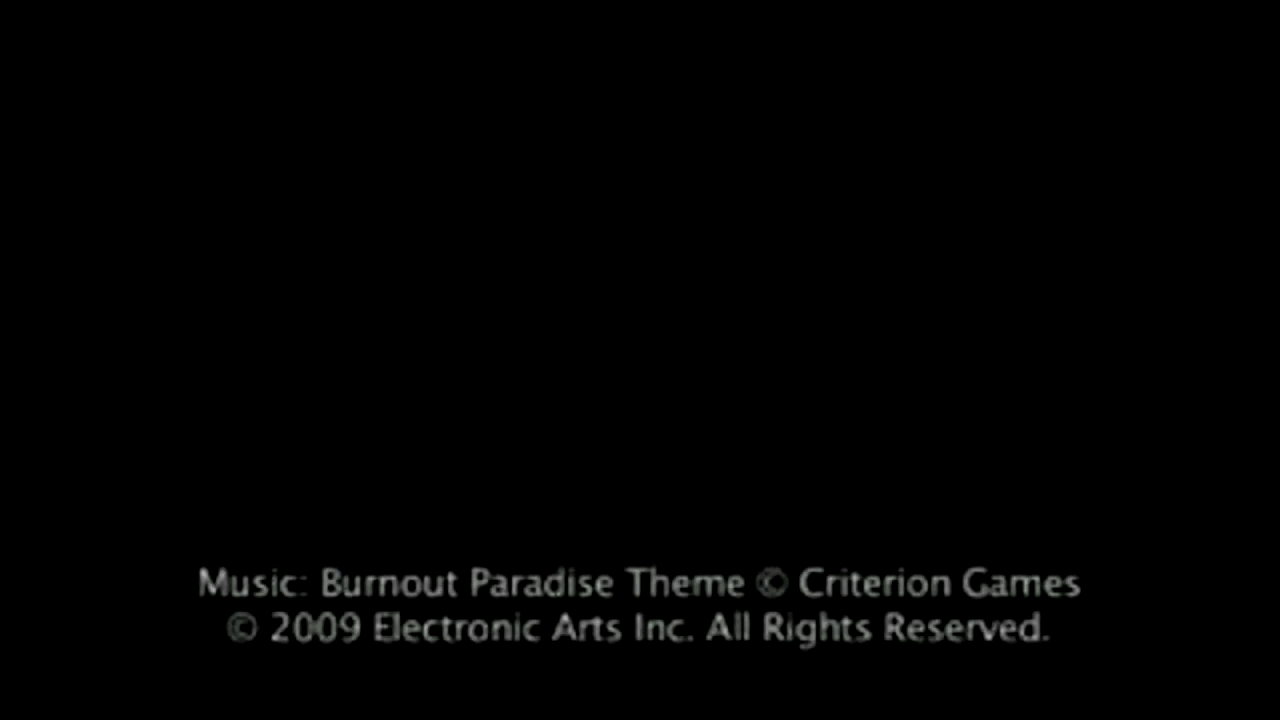 Music: Burnout Paradise Theme © Criterion Games
© 2009 Electronic Arts Inc. All Rights Reserved.